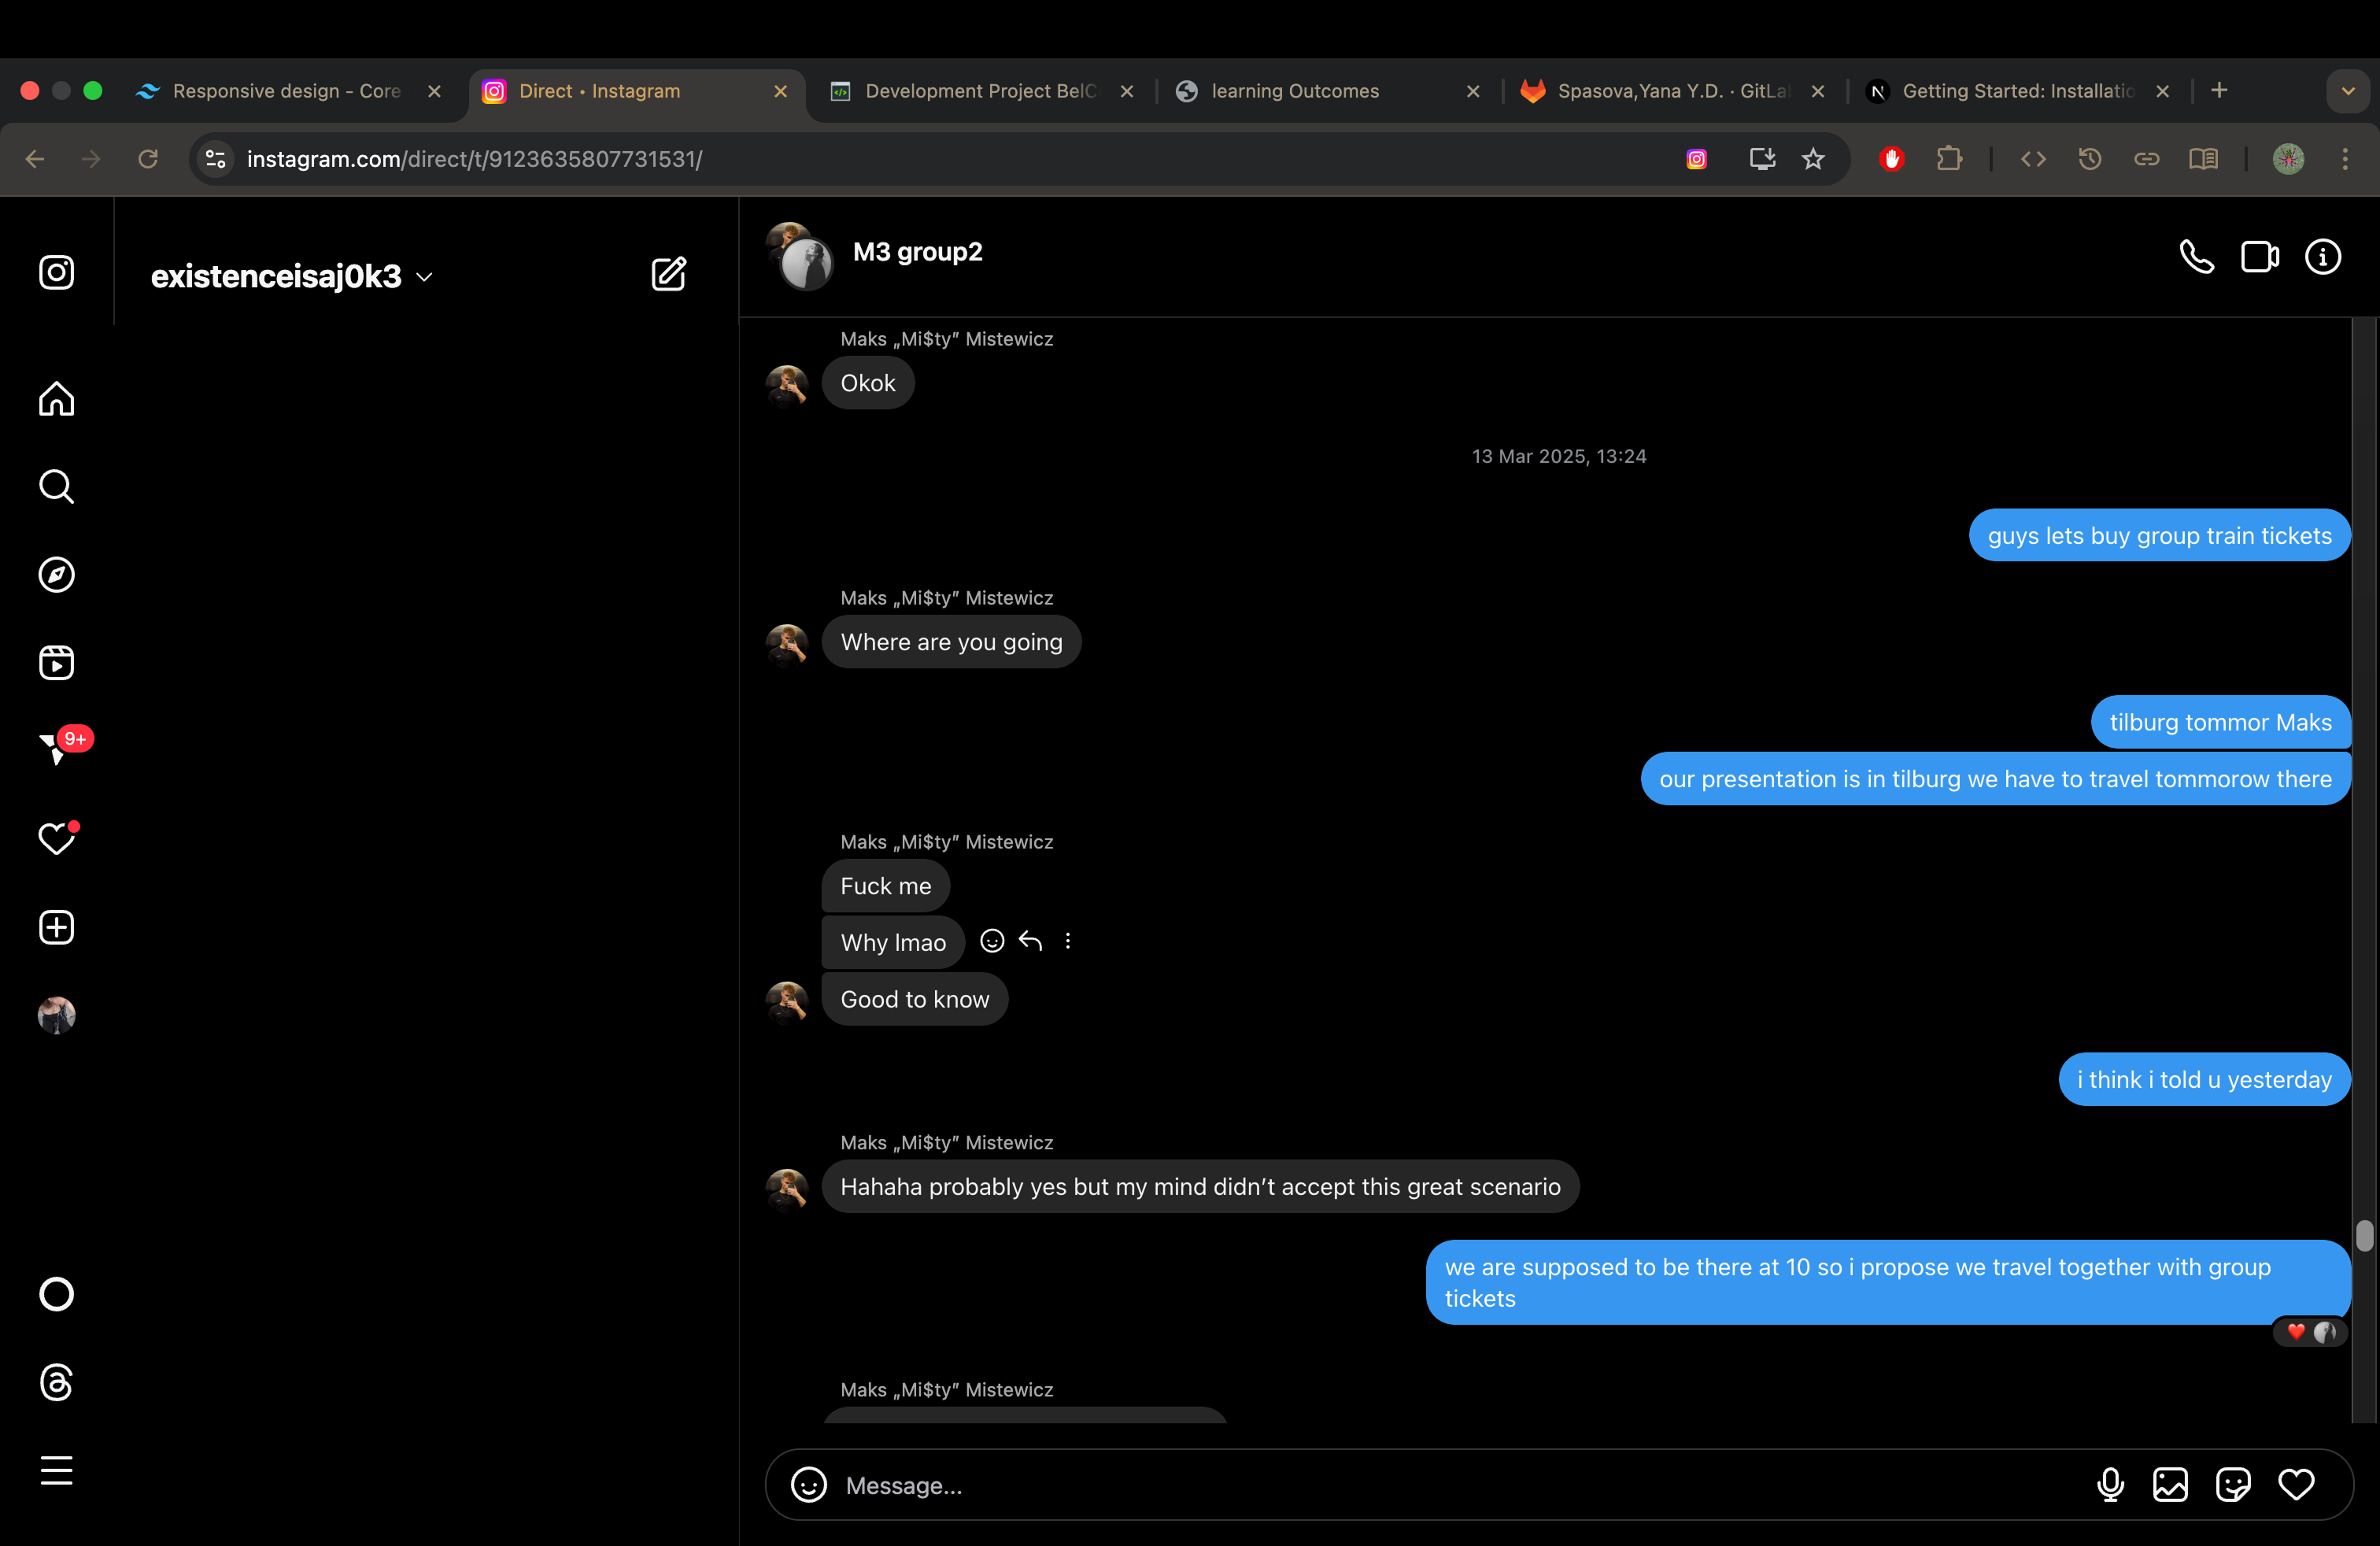 Responsive design - Core
Direct • Instagram
Development Project BelC
learning Outcomes
Spasova,Yana Y.D. · GitLa
Getting Started: Installatio
instagram.com/direct/t/9123635807731531/
existenceisaj0k3
M3 group2
Maks „Mi$ty” Mistewicz
Okok
13 Mar 2025, 13:24
guys lets buy group train tickets
Maks „Mi$ty” Mistewicz
Where are you going
tilburg tommor Maks
our presentation is in tilburg we have to travel tommorow there
Maks „Mi$ty” Mistewicz
Fuck me
Why lmao
Good to know
i think i told u yesterday
Maks „Mi$ty” Mistewicz
Hahaha probably yes but my mind didn’t accept this great scenario
we are supposed to be there at 10 so i propose we travel together with group
tickets
Maks „Mi$ty” Mistewicz
9+
Message...